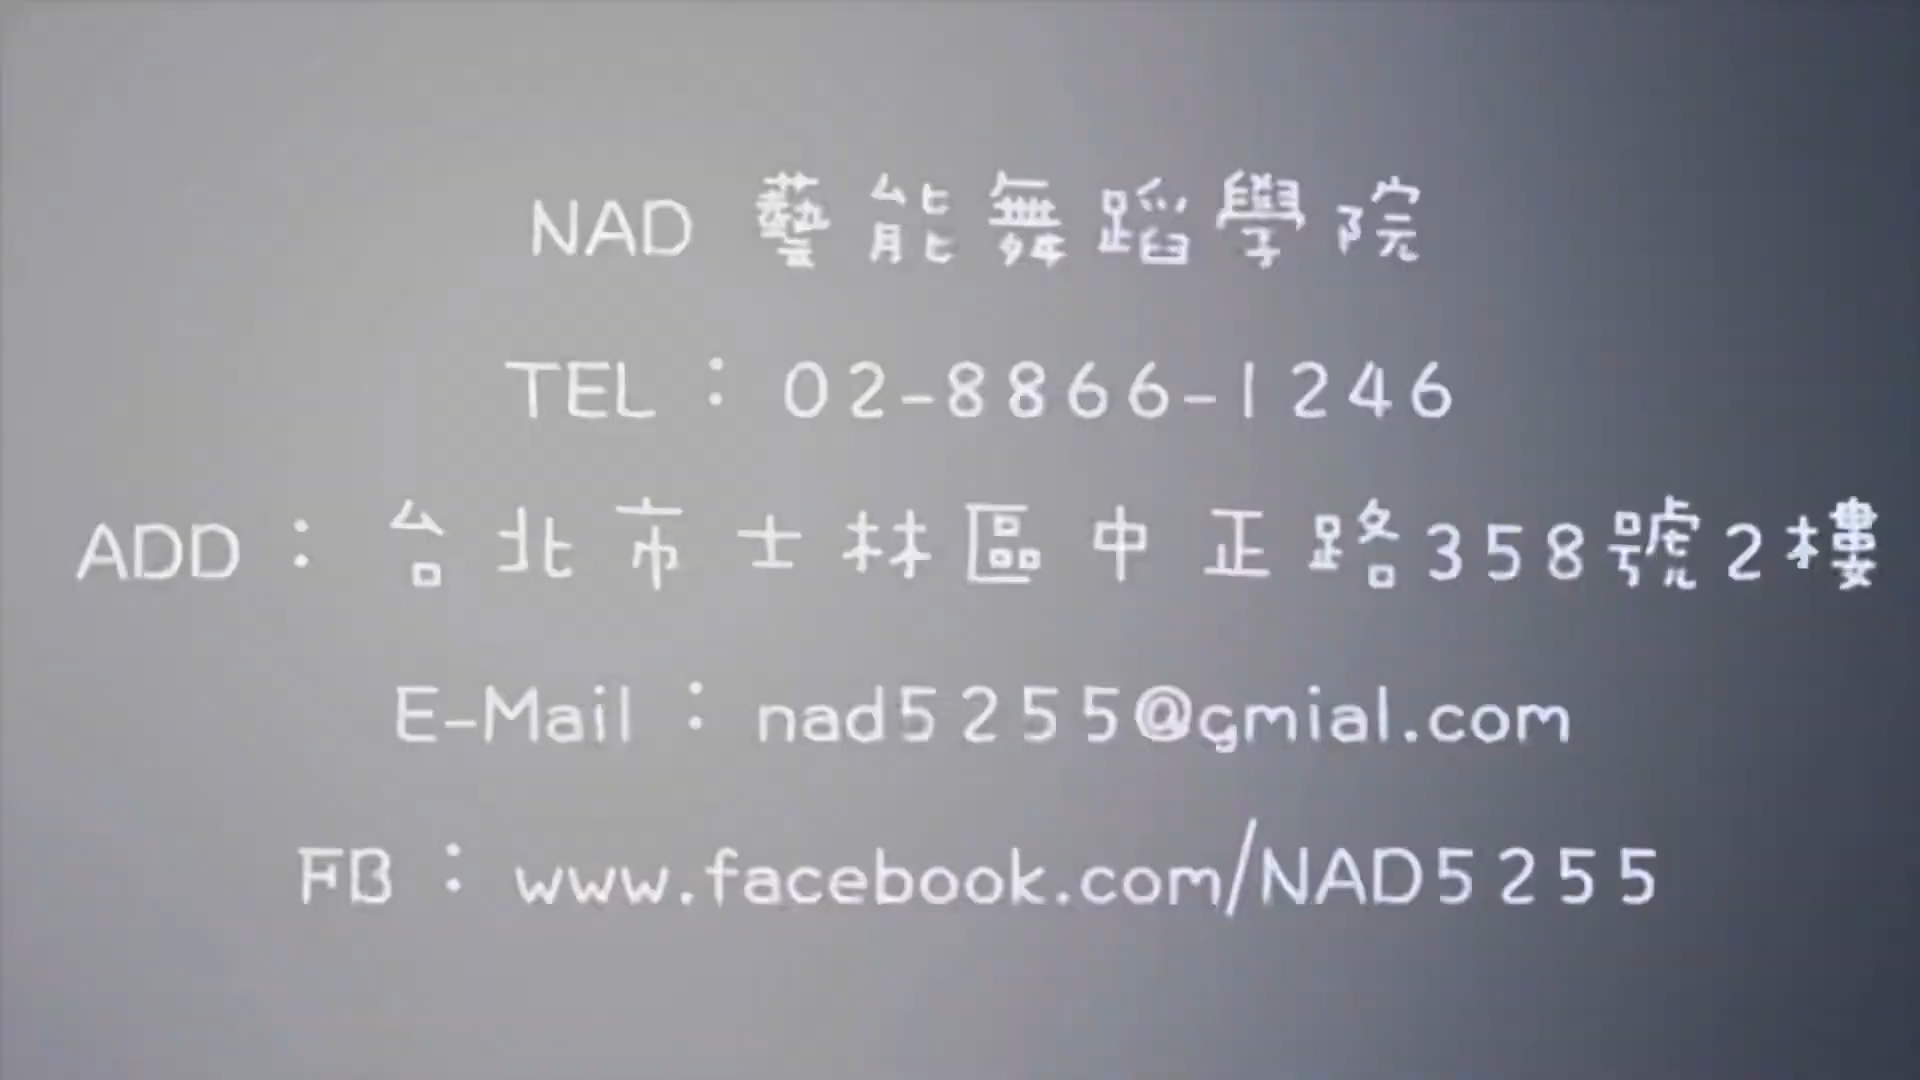 NAD 藝能舞蹈學院
TEL：02-8866-1246
ADD：台北市士林區中正路358號2樓
E-Mail：nad5255@gmial.com
FB：www.facebook.com/NAD5255